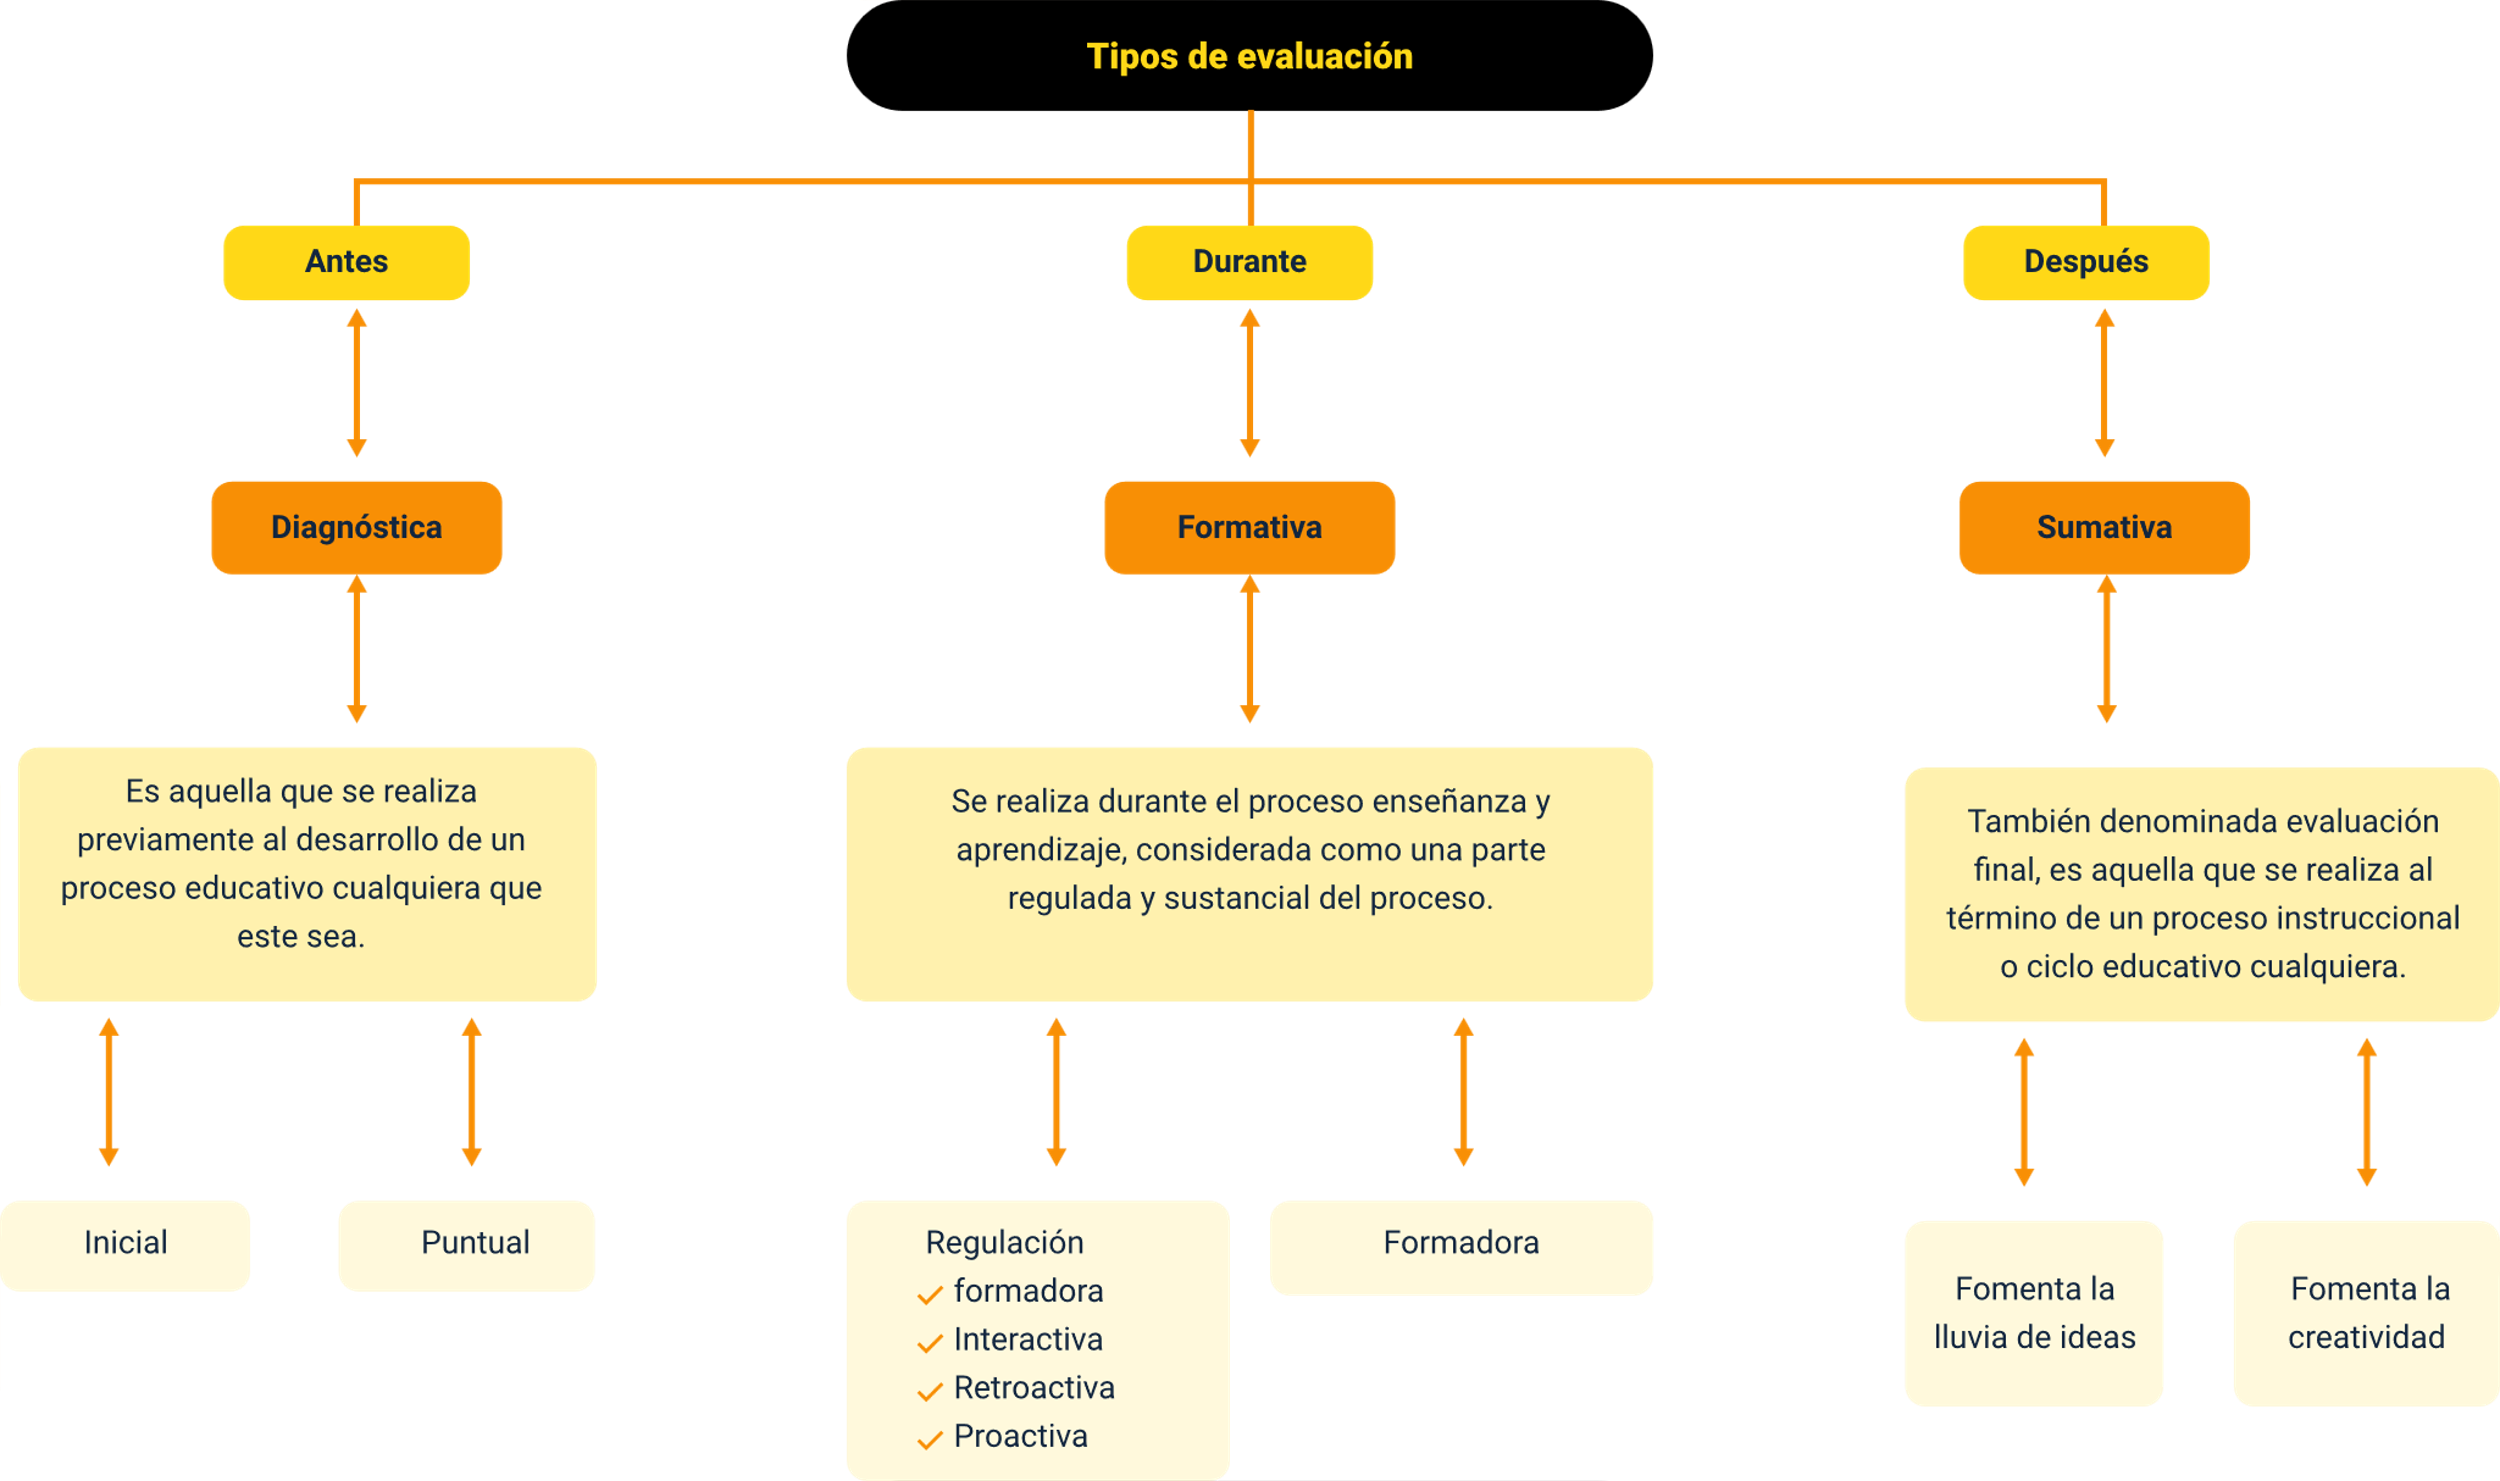 Tipos de evaluación
Antes
Durante
Después
Diagnóstica
Formativa
Sumativa
Es aquella que se realiza
previamente al desarrollo de un
proceso educativo cualquiera que
este sea.
Se realiza durante el proceso enseñanza y
aprendizaje, considerada como una parte
regulada y sustancial del proceso.
También denominada evaluación
final, es aquella que se realiza al
término de un proceso instruccional
o ciclo educativo cualquiera.
Inicial
Puntual
Regulación
formadora
Interactiva
Retroactiva
Proactiva
Formadora
Fomenta la
lluvia de ideas
Fomenta la
creatividad